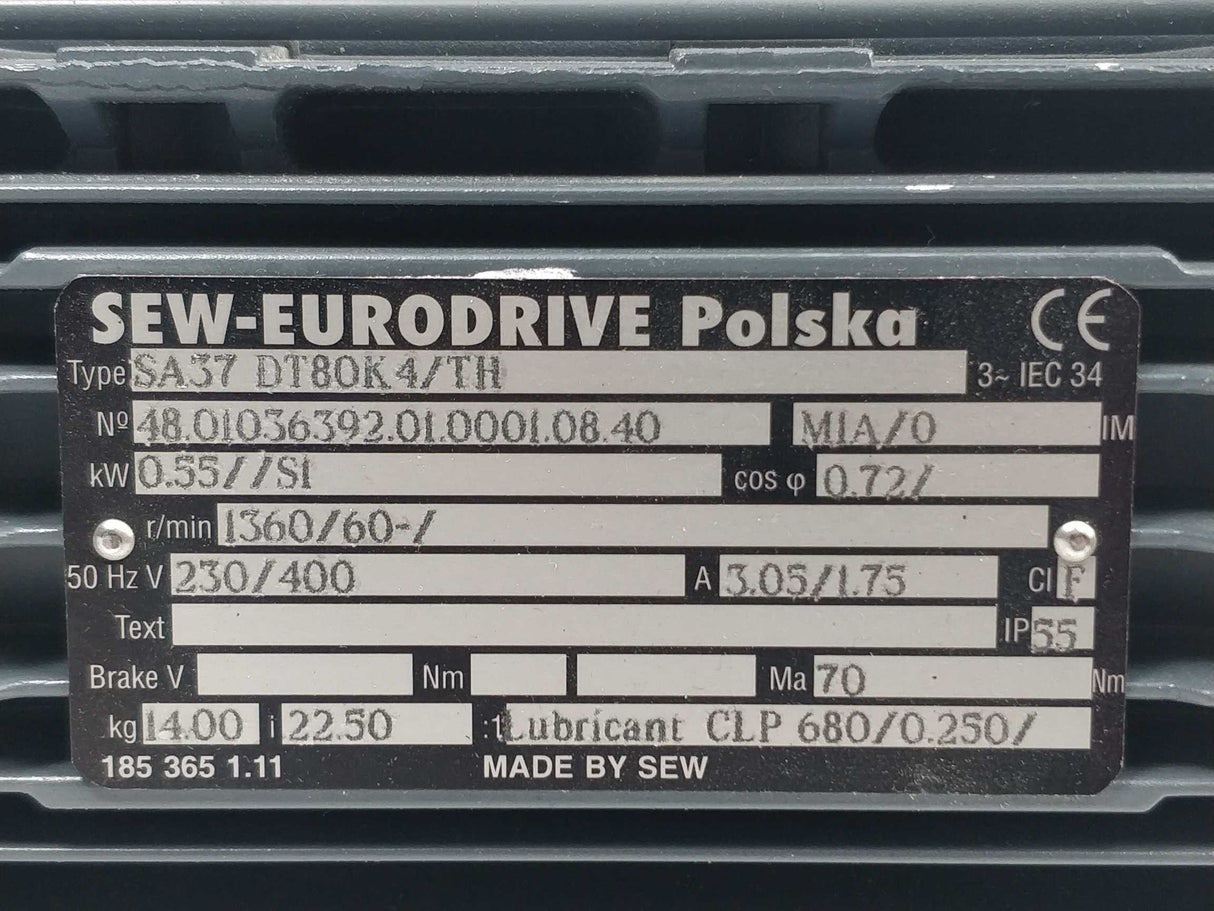 SEW-EURODRIVE Polska CE
Type SA37 DT80K4/TH 3~ IEC 34
Nº 48.01036392.01.0001.08.40 M1A/0 IM
kW 0.55//S1 cos φ 0.72/
r/min 1360/60-/
50 Hz V 230/400 A 3.05/1.75 Cl F
Text IP 55
Brake V Nm Ma 70 Nm
kg 14.00 i 22.50 :1 Lubricant CLP 680/0.250/
185 365 1.11 MADE BY SEW